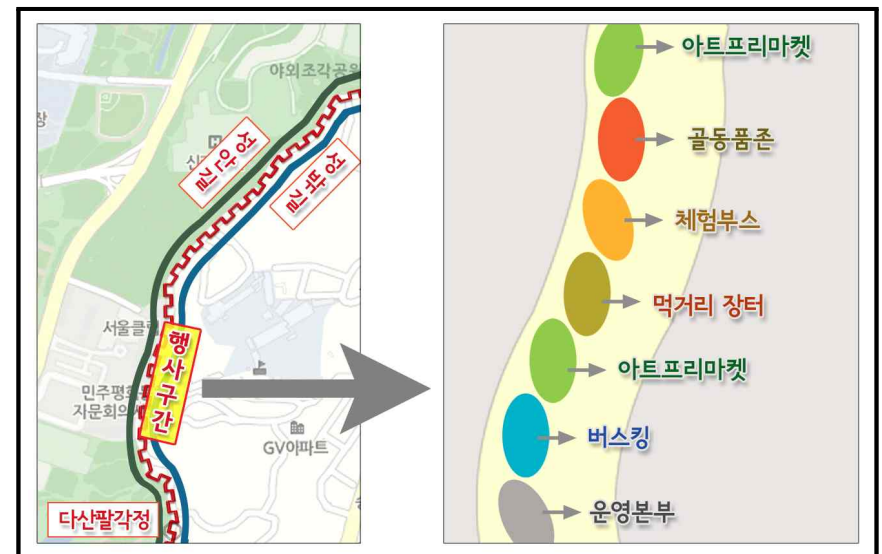 야외조각공원
장
성안길
성밖길
서울클럽
행사구간
민주평화
자문회의
GV아파트
다산팔각정
아트프리마켓
골동품존
체험부스
먹거리 장터
아트프리마켓
버스킹
운영본부